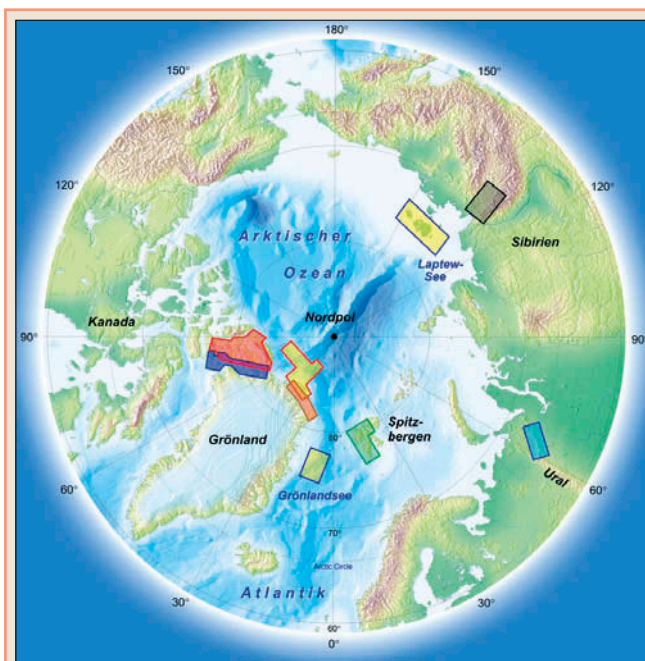 180°
150°
150°
120°
120°
Arktischer
Ozean
Sibirien
Laptew-
See
Nordpol
Kanada
90°
90°
Grönland
Spitz-
bergen
80°
Ural
Grönlandsee
60°
60°
70°
Arctic Circle
Atlantik
30°
30°
60°
0°